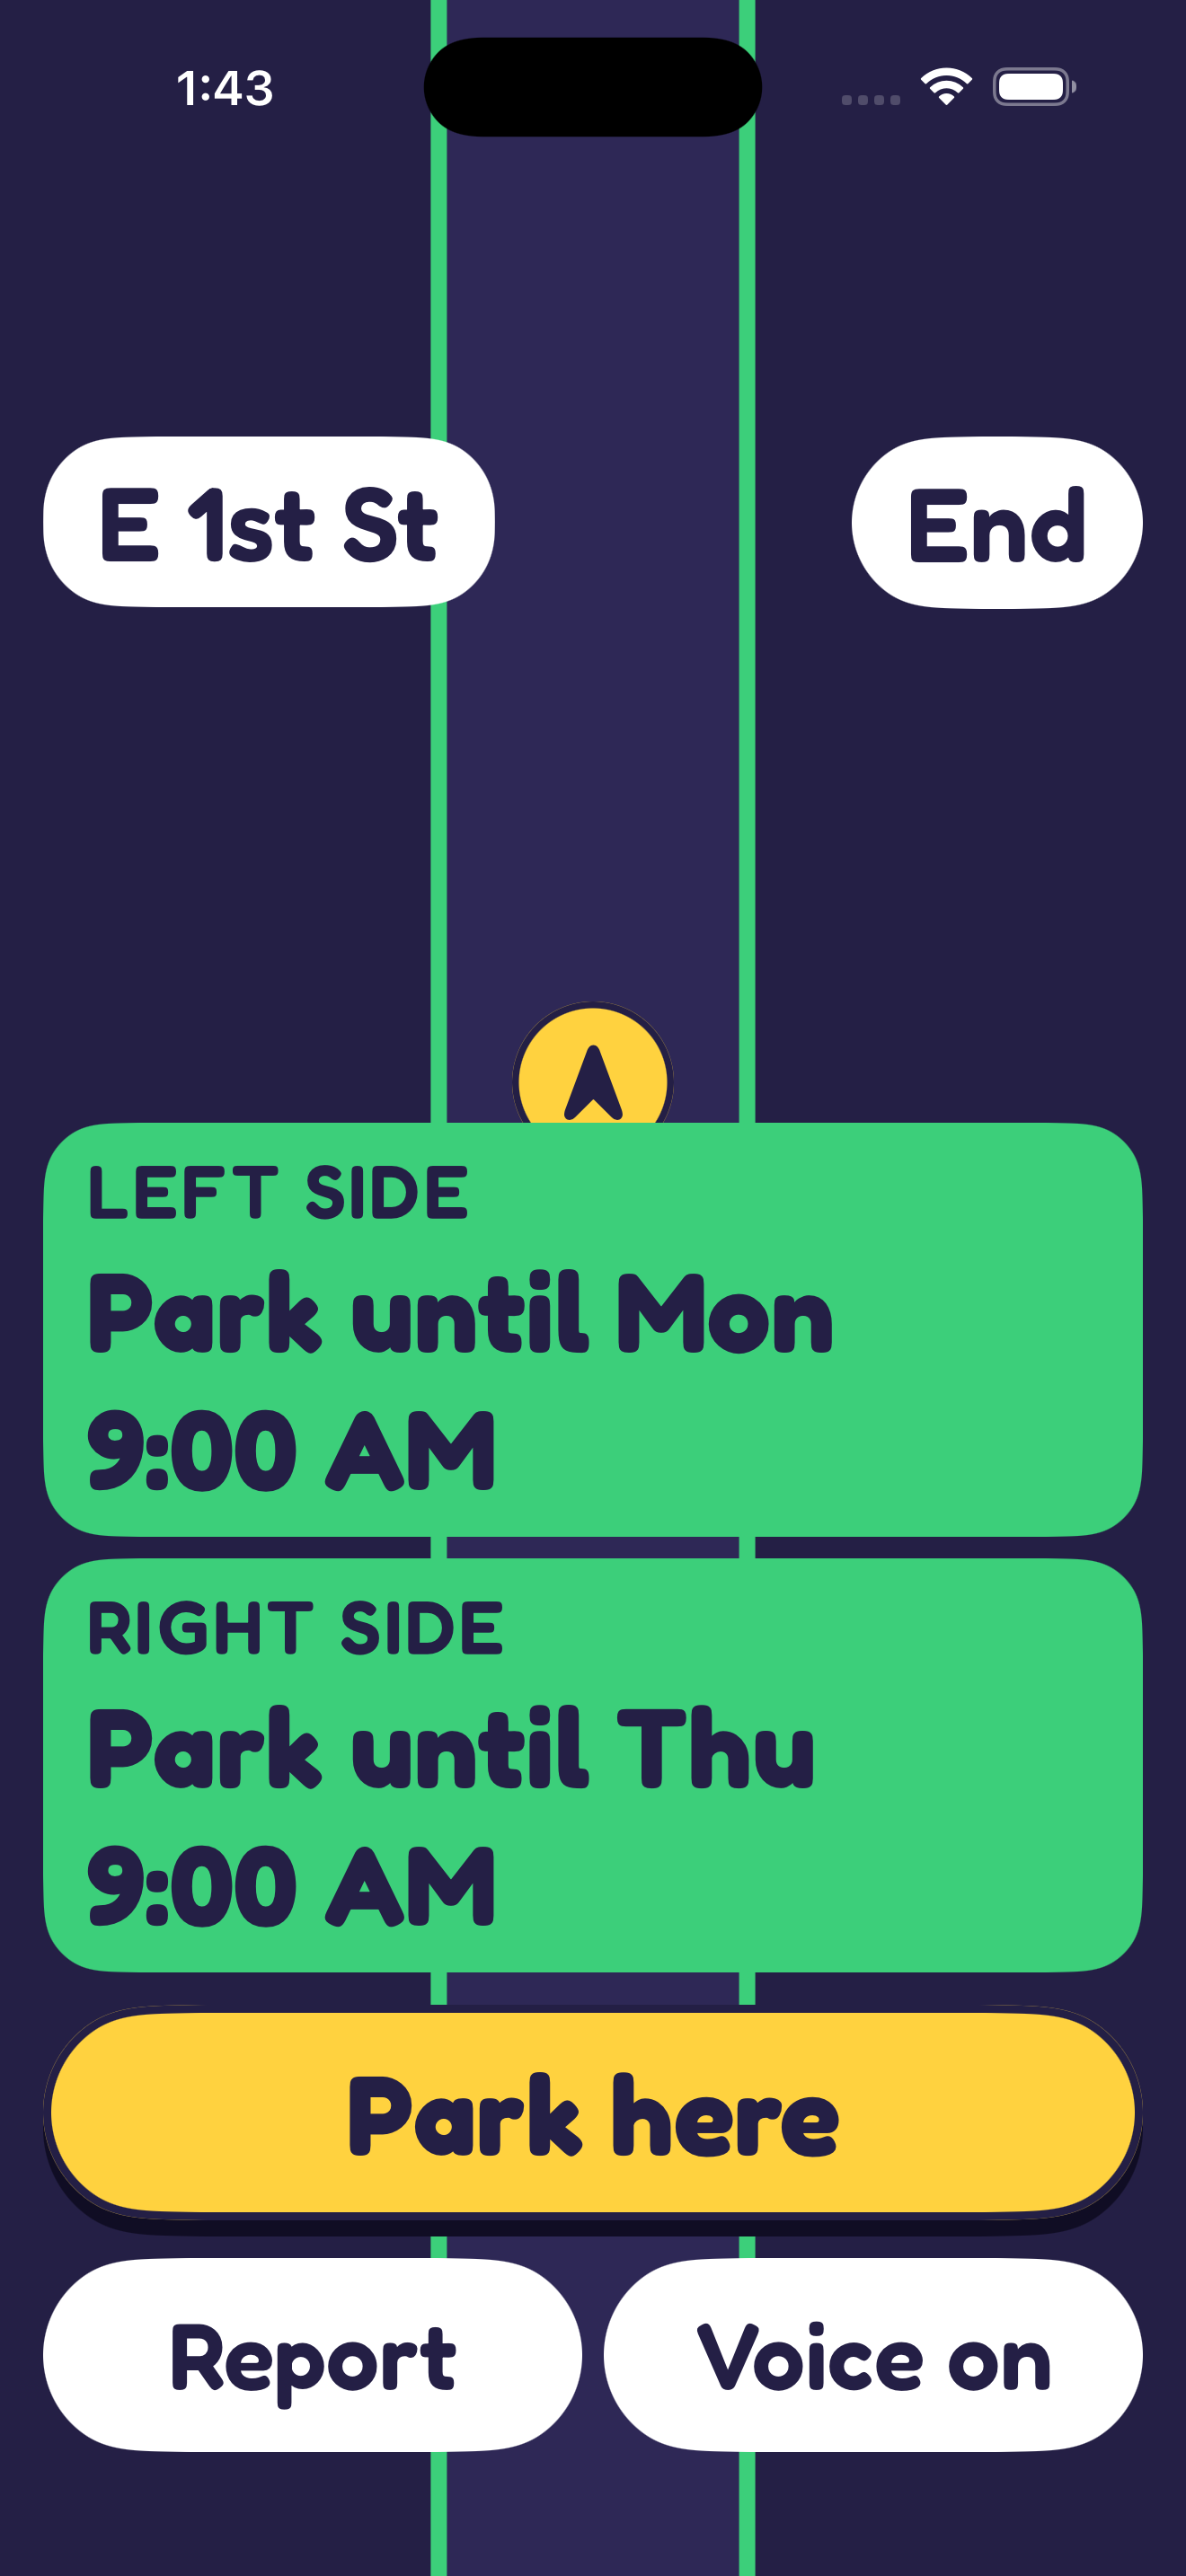 1:43
E 1st St
End
LEFT SIDE
Park until Mon
9:00 AM
RIGHT SIDE
Park until Thu
9:00 AM
Park here
Report
Voice on